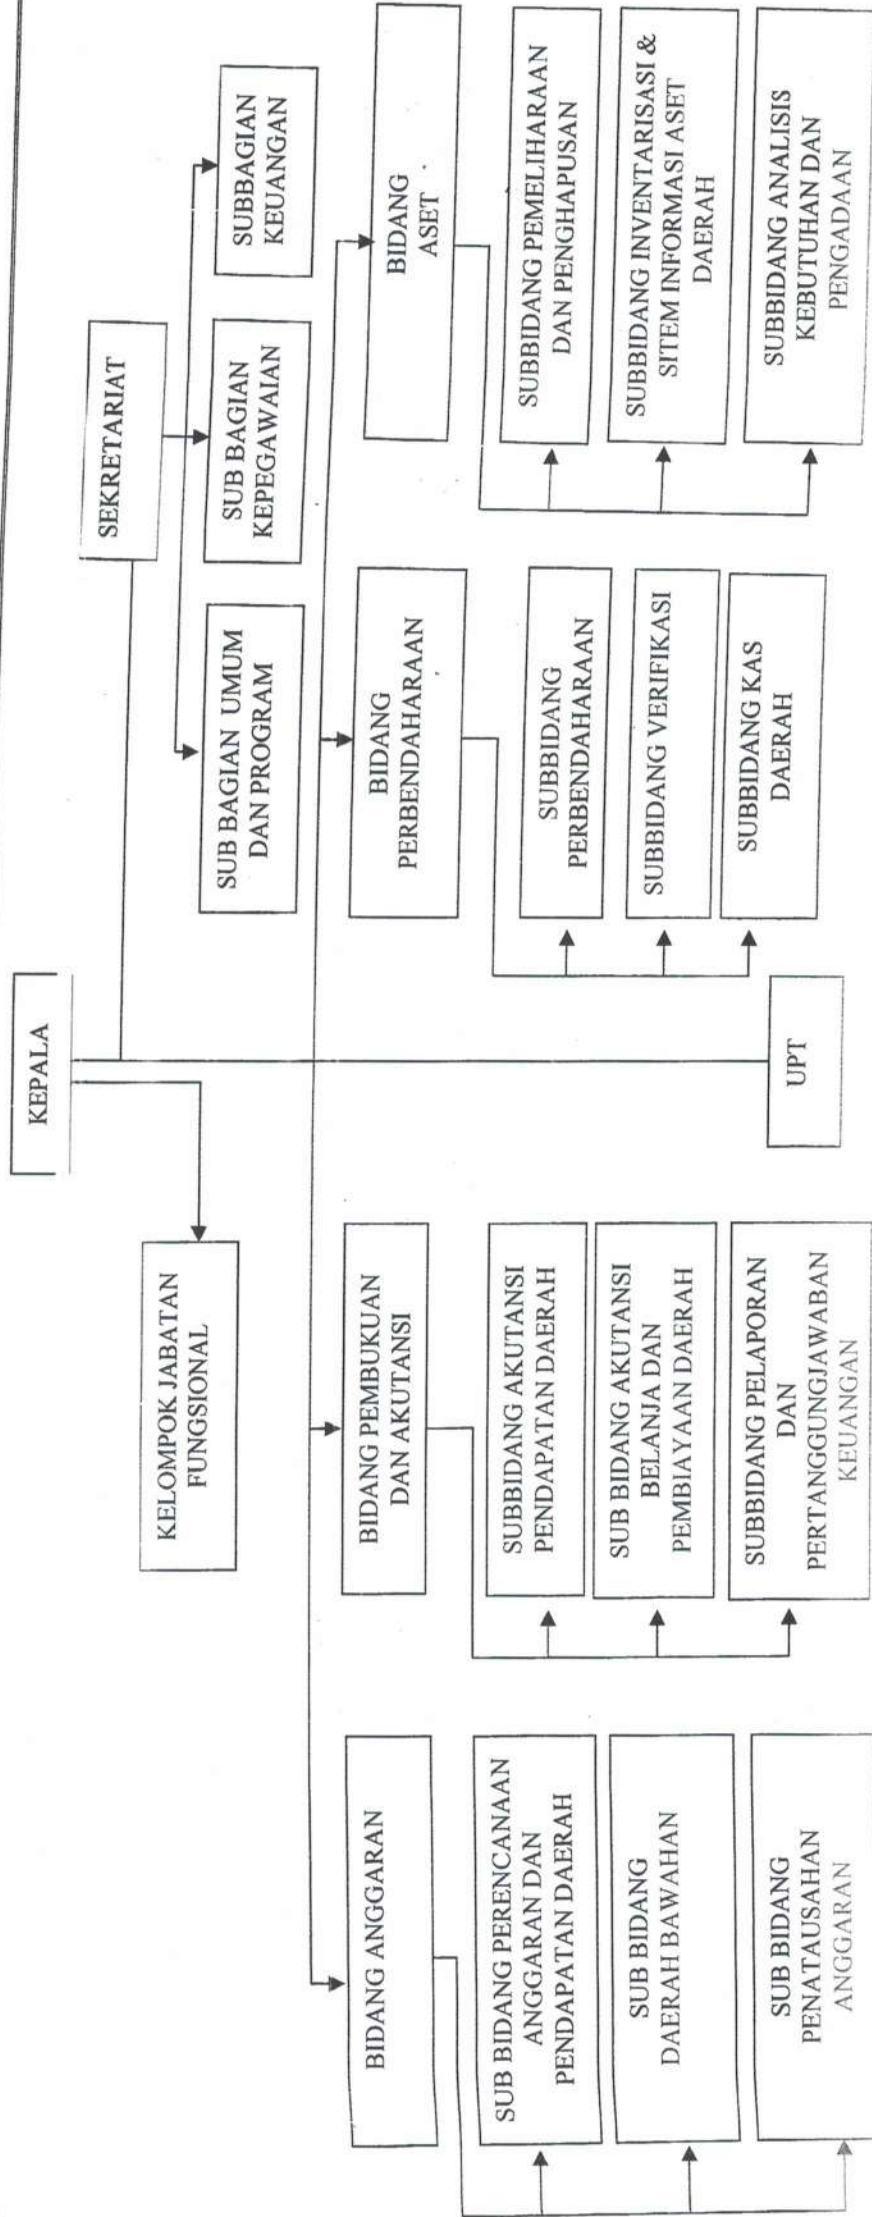 KEPALA
SEKRETARIAT
KELOMPOK JABATAN
FUNGSIONAL
SUB BAGIAN UMUM
DAN PROGRAM
SUB BAGIAN
KEPEGAWAIAN
SUBBAGIAN
KEUANGAN
BIDANG ANGGARAN
SUB BIDANG PERENCANAAN
ANGGARAN DAN
PENDAPATAN DAERAH
SUB BIDANG
DAERAH BAWAHAN
SUB BIDANG
PENATAUSAHAN
ANGGARAN
BIDANG PEMBUKUAN
DAN AKUTANSI
SUBBIDANG AKUTANSI
PENDAPATAN DAERAH
SUB BIDANG AKUTANSI
BELANJA DAN
PEMBIAYAAN DAERAH
SUBBIDANG PELAPORAN
DAN
PERTANGGUNGJAWABAN
KEUANGAN
UPT
BIDANG
PERBENDAHARAAN
SUBBIDANG
PERBENDAHARAAN
SUBBIDANG VERIFIKASI
SUBBIDANG KAS
DAERAH
BIDANG
ASET
SUBBIDANG PEMELIHARAAN
DAN PENGHAPUSAN
SUBBIDANG INVENTARISASI &
SITEM INFORMASI ASET
DAERAH
SUBBIDANG ANALISIS
KEBUTUHAN DAN
PENGADAAN